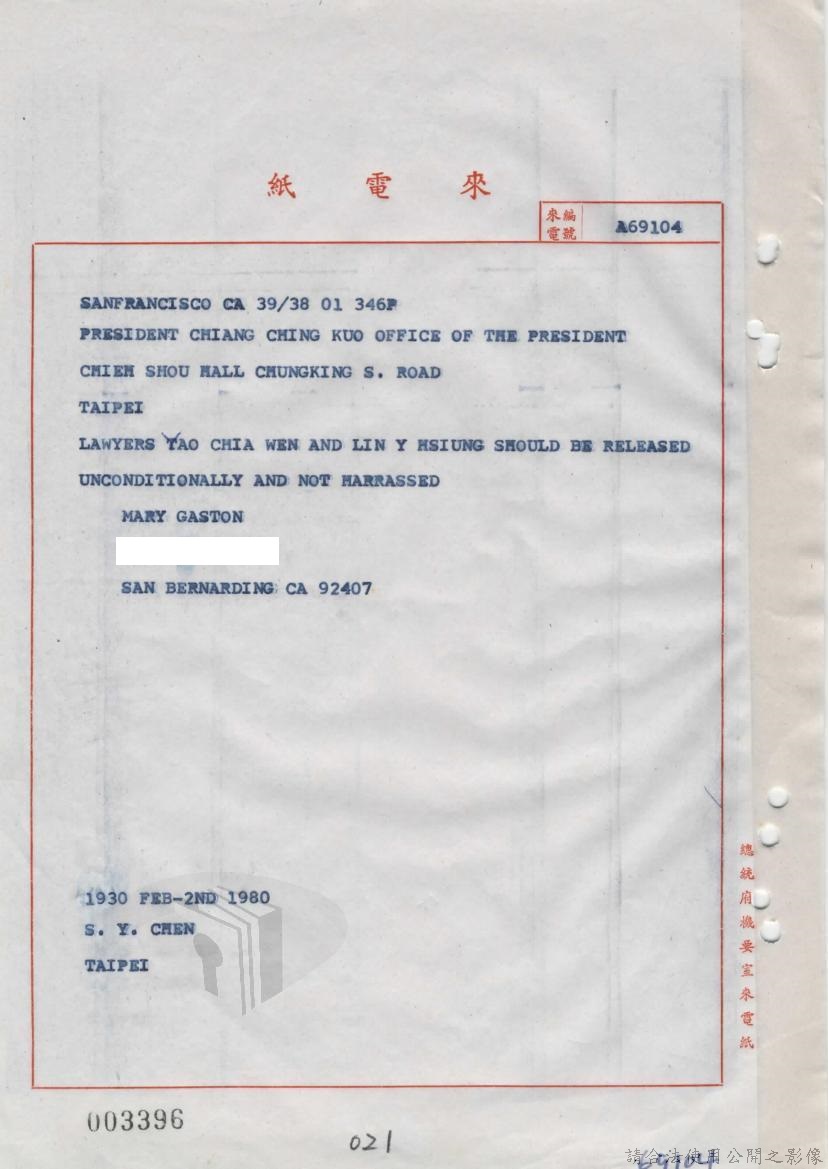 來電紙
來電
編號
A69104
SANFRANCISCO CA 39/38 01 346P
PRESIDENT CHIANG CHING KUO OFFICE OF THE PRESIDENT
CHIEH SHOU HALL CHUNGKING S. ROAD
TAIPEI
LAWYERS YAO CHIA WEN AND LIN Y HSIUNG SHOULD BE RELEASED
UNCONDITIONALLY AND NOT HARRASSED
MARY GASTON
SAN BERNARDING CA 92407
1930 FEB-2ND 1980
S. Y. CHEN
TAIPEI
總統府機要室來電紙
003396
021
請合法使用公開之影像